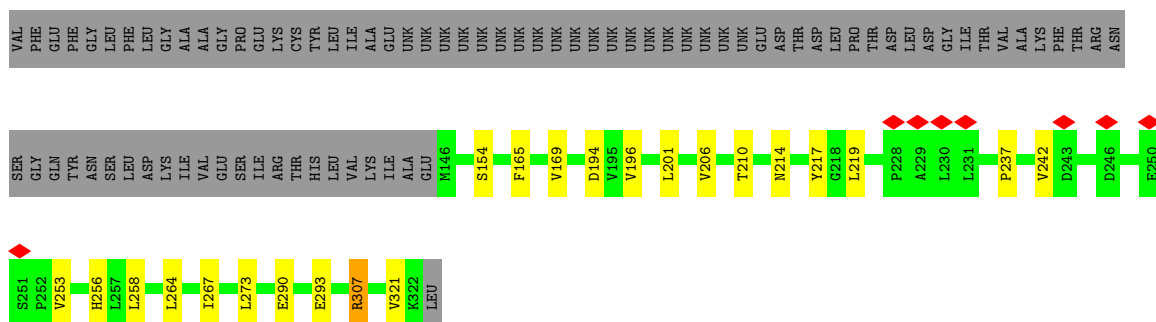 VAL PHE GLU PHE GLY LEU PHE LEU GLY ALA ALA GLY PRO GLU LYS CYS TYR LEU ILE ALA GLU UNK UNK UNK UNK UNK UNK UNK UNK UNK UNK UNK UNK UNK UNK UNK UNK UNK UNK UNK GLU ASP THR ASP LEU PRO THR ASP LEU ASP GLY ILE THR VAL ALA LYS PHE THR ARG ASN
SER GLY GLN TYR ASN SER LEU ASP LYS ILE VAL GLU SER ILE ARG THR HIS LEU VAL LYS ILE ALA GLU M146 S154 F165 V169 D194 V195 V196 L201 V206 T210 N214 Y217 G218 L219 P228 A229 L230 L231 P237 V242 D243 D246 E250
S251 P252 V253 H256 L257 L258 L264 I267 L273 E290 E293 R307 V321 K322 LEU